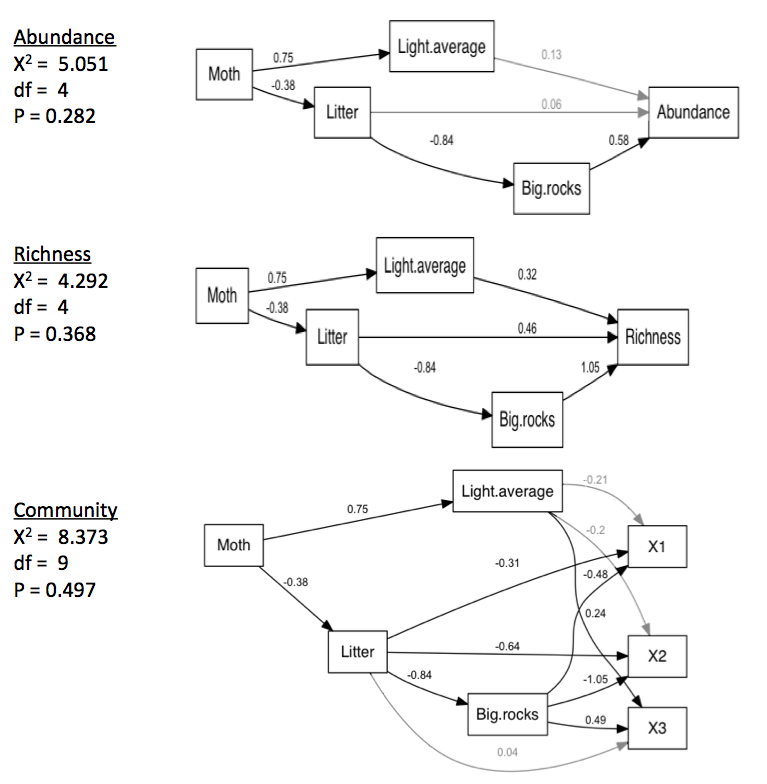 Abundance
X² = 5.051
df = 4
P = 0.282
Moth
0.75
-0.38
Light.average
Litter
0.13
0.06
-0.84
0.58
Abundance
Big.rocks
Richness
X² = 4.292
df = 4
P = 0.368
Moth
0.75
-0.38
Light.average
Litter
0.32
0.46
-0.84
1.05
Richness
Big.rocks
Community
X² = 8.373
df = 9
P = 0.497
Moth
0.75
-0.38
Light.average
-0.21
-0.2
X1
-0.31
-0.48
0.24
Litter
-0.64
X2
-0.84
-1.05
Big.rocks
0.49
X3
0.04